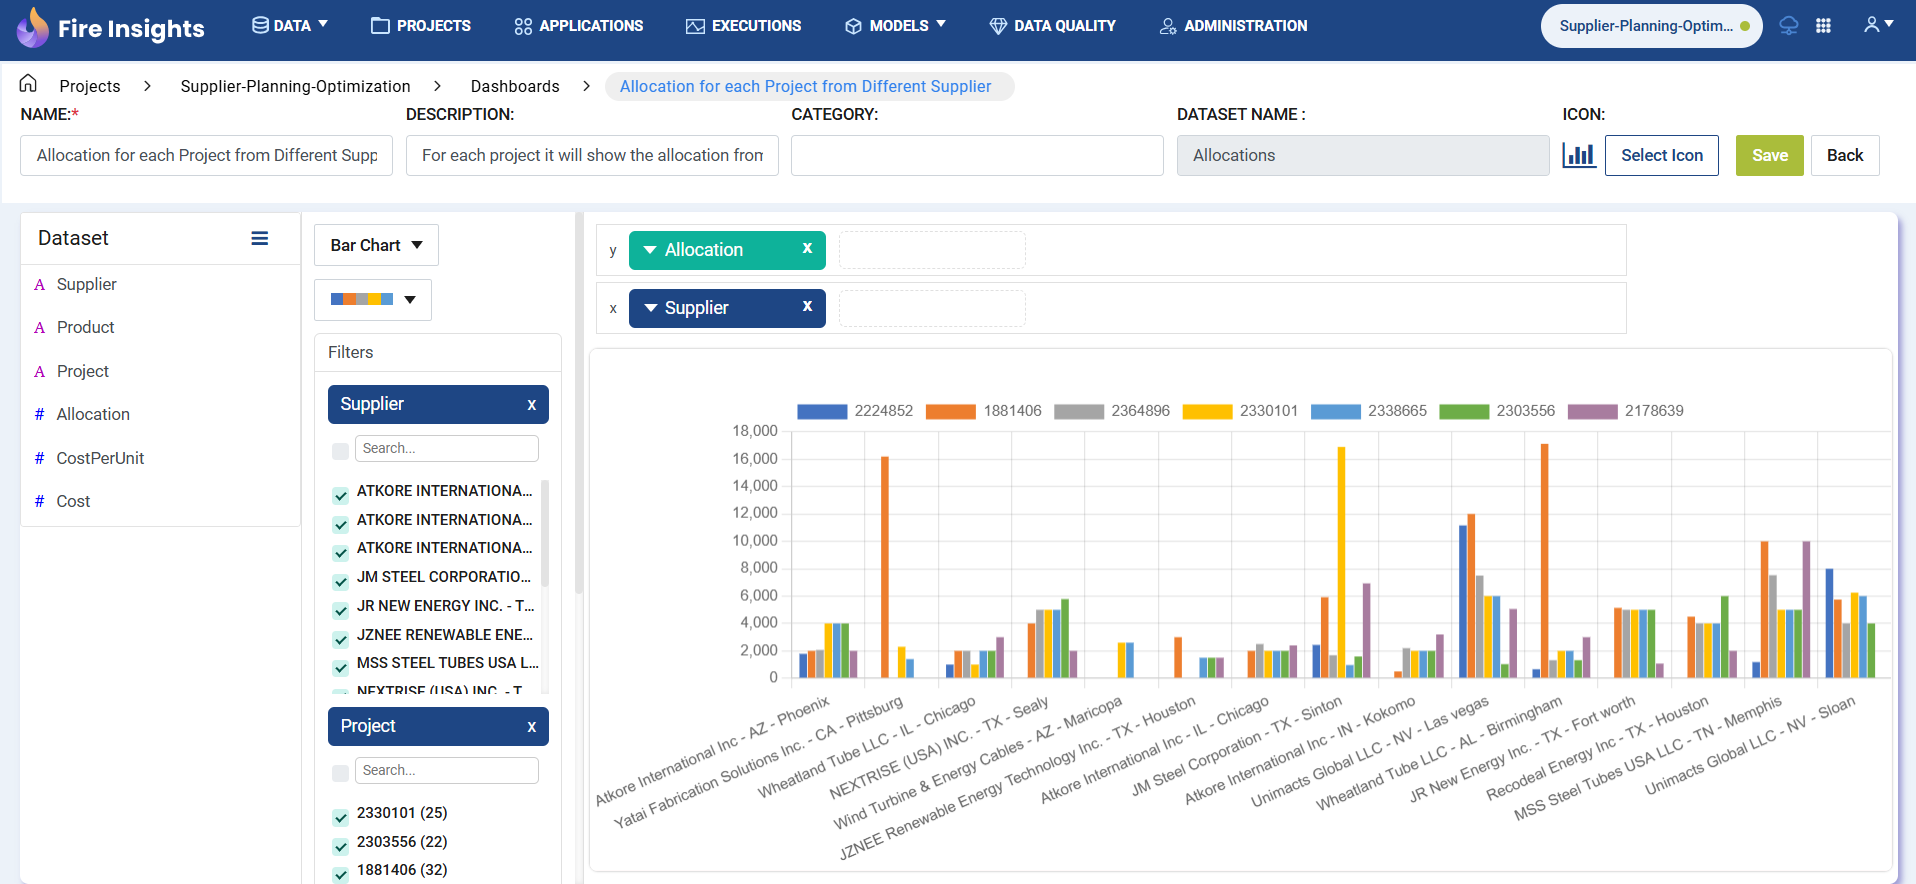 Fire Insights
DATA
PROJECTS
APPLICATIONS
EXECUTIONS
MODELS
DATA QUALITY
ADMINISTRATION
Supplier-Planning-Optim...
Projects > Supplier-Planning-Optimization > Dashboards > Allocation for each Project from Different Supplier
NAME:*
DESCRIPTION:
CATEGORY:
DATASET NAME :
ICON:
Allocation for each Project from Different Supp
For each project it will show the allocation from
Allocations
Select Icon
Save
Back
Dataset
A Supplier
A Product
A Project
# Allocation
# CostPerUnit
# Cost
Bar Chart
Filters
Supplier x
Search...
ATKORE INTERNATIONA...
ATKORE INTERNATIONA...
ATKORE INTERNATIONA...
JM STEEL CORPORATIO...
JR NEW ENERGY INC. - T...
JZNEE RENEWABLE ENE...
MSS STEEL TUBES USA L...
NEXTRISE (USA) INC. - T
Project x
Search...
2330101 (25)
2303556 (22)
1881406 (32)
y Allocation x
x Supplier x
2224852 1881406 2364896 2330101 2338665 2303556 2178639
18,000
16,000
14,000
12,000
10,000
8,000
6,000
4,000
2,000
0
Atkore International Inc - AZ - Phoenix
Yatai Fabrication Solutions Inc. - CA - Pittsburg
Wheatland Tube LLC - IL - Chicago
NEXTRISE (USA) INC. - TX - Sealy
Wind Turbine & Energy Cables - AZ - Maricopa
JZNEE Renewable Energy Technology Inc. - TX - Houston
Atkore International Inc - IL - Chicago
JM Steel Corporation - TX - Sinton
Atkore International Inc - IN - Kokomo
Unimacts Global LLC - NV - Las vegas
Wheatland Tube LLC - AL - Birmingham
JR New Energy Inc. - TX - Fort worth
Recodeal Energy Inc - TX - Houston
MSS Steel Tubes USA LLC - TN - Memphis
Unimacts Global LLC - NV - Sloan